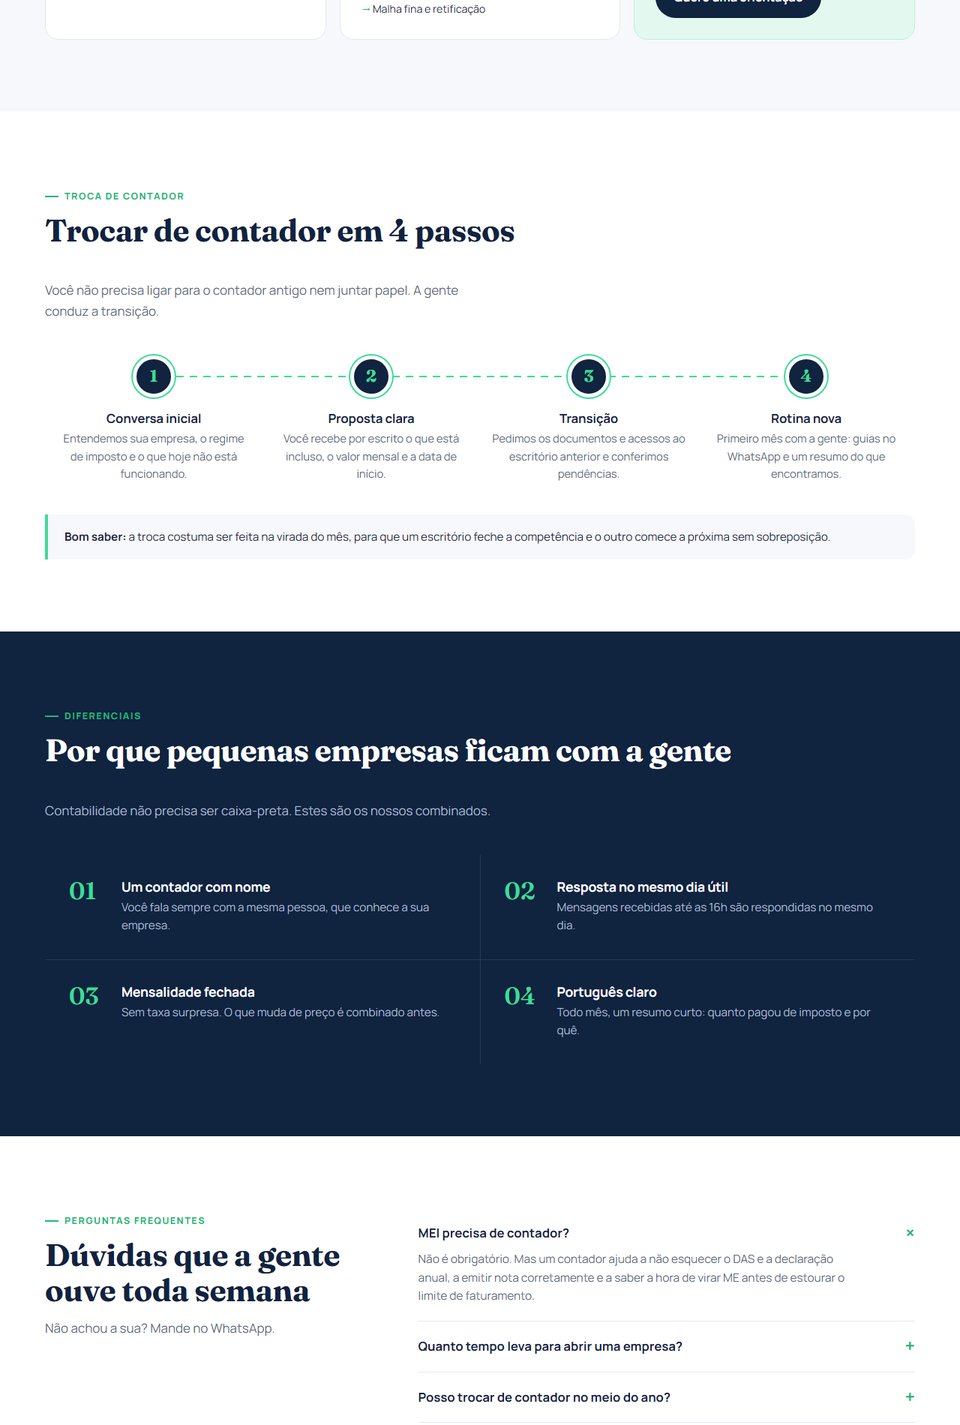 → Malha fina e retificação
Quero uma orientação
TROCA DE CONTADOR
Trocar de contador em 4 passos
Você não precisa ligar para o contador antigo nem juntar papel. A gente
conduz a transição.
1
2
3
4
Conversa inicial
Entendemos sua empresa, o regime
de imposto e o que hoje não está
funcionando.
Proposta clara
Você recebe por escrito o que está
incluso, o valor mensal e a data de
início.
Transição
Pedimos os documentos e acessos ao
escritório anterior e conferimos
pendências.
Rotina nova
Primeiro mês com a gente: guias no
WhatsApp e um resumo do que
encontramos.
Bom saber: a troca costuma ser feita na virada do mês, para que um escritório feche a competência e o outro comece a próxima sem sobreposição.
DIFERENCIAIS
Por que pequenas empresas ficam com a gente
Contabilidade não precisa ser caixa-preta. Estes são os nossos combinados.
01
Um contador com nome
Você fala sempre com a mesma pessoa, que conhece a sua
empresa.
02
Resposta no mesmo dia útil
Mensagens recebidas até as 16h são respondidas no mesmo
dia.
03
Mensalidade fechada
Sem taxa surpresa. O que muda de preço é combinado antes.
04
Português claro
Todo mês, um resumo curto: quanto pagou de imposto e por
quê.
PERGUNTAS FREQUENTES
Dúvidas que a gente
ouve toda semana
Não achou a sua? Mande no WhatsApp.
MEI precisa de contador?
Não é obrigatório. Mas um contador ajuda a não esquecer o DAS e a declaração
anual, a emitir nota corretamente e a saber a hora de virar ME antes de estourar o
limite de faturamento.
Quanto tempo leva para abrir uma empresa?
+
Posso trocar de contador no meio do ano?
+